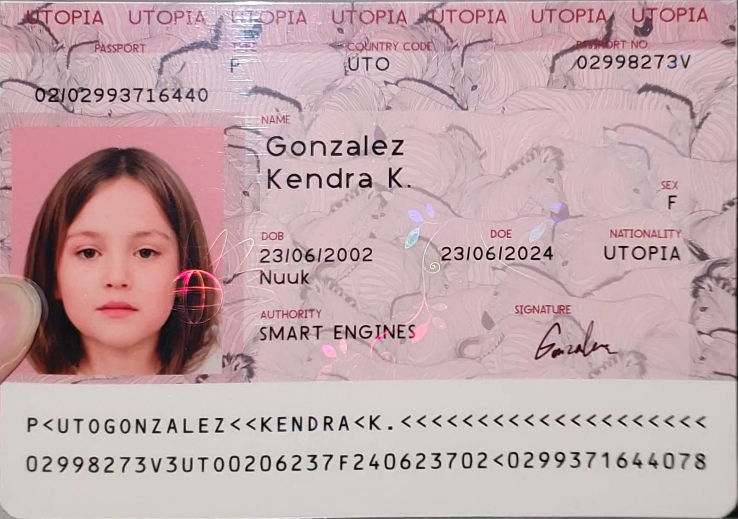 UTOPIA UTOPIA UTOPIA UTOPIA UTOPIA UTOPIA UTOPIA
PASSPORT COUNTRY CODE PASSPORT NO.
P UTO 02998273V
02/02993716440
NAME
Gonzalez
Kendra K.
SEX
F
DOB DOE NATIONALITY
23/06/2002 23/06/2024 UTOPIA
Nuuk
AUTHORITY SIGNATURE
SMART ENGINES Gonzalez
P<UTOGONZALEZ<<KENDRA<K.<<<<<<<<<<<<<<<<<<<<
02998273V3UTO0206237F240623702<0299371644078